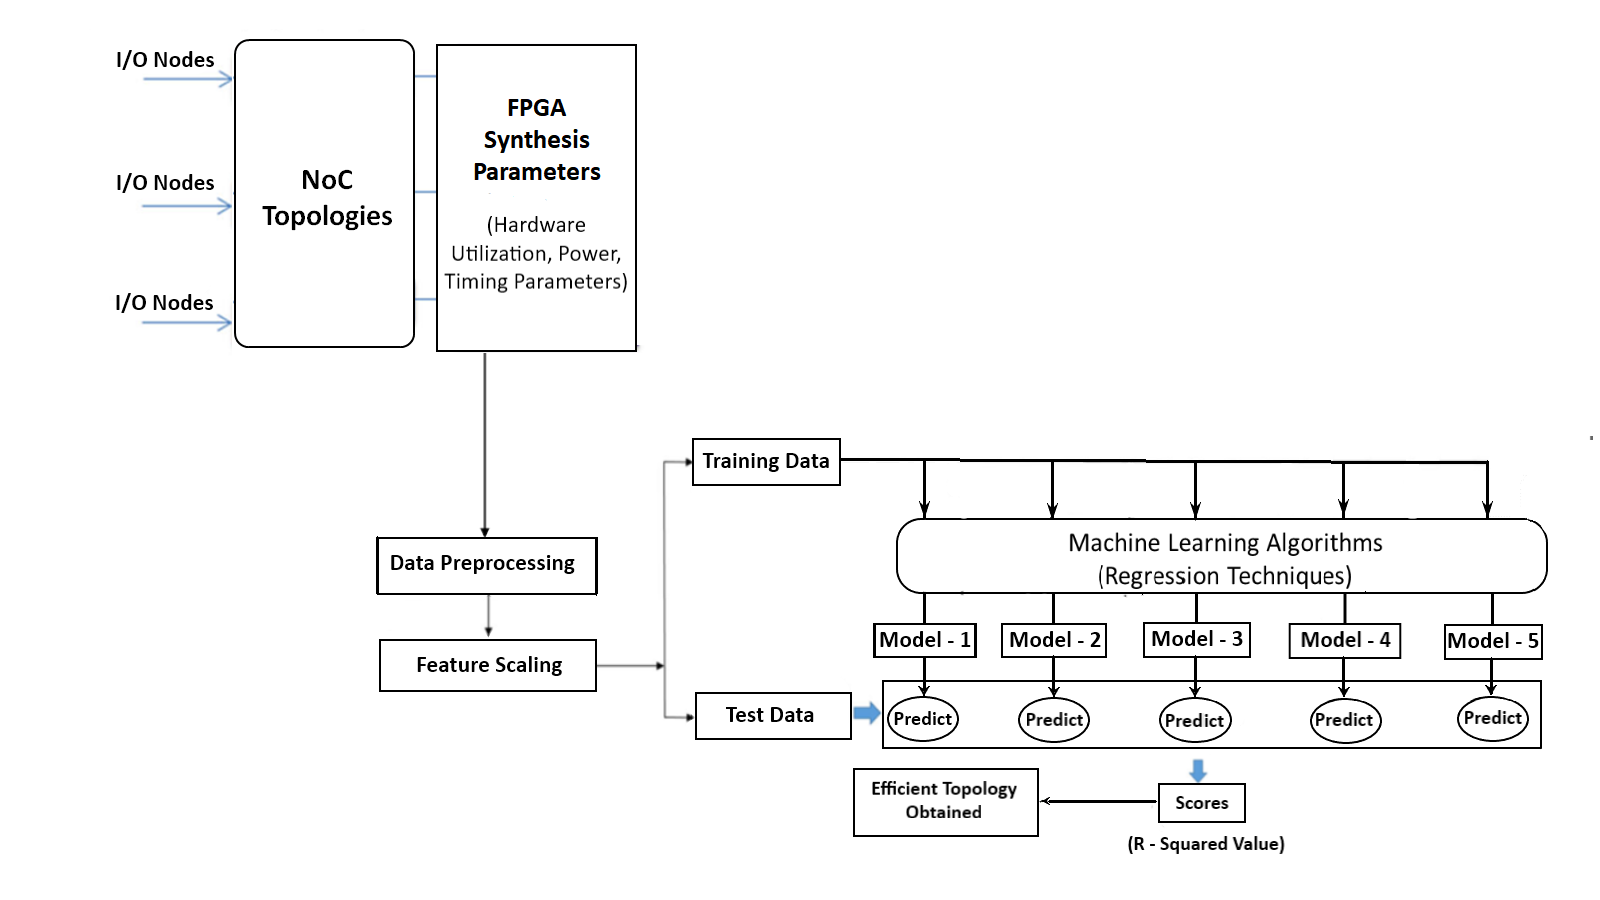 I/O Nodes
I/O Nodes
I/O Nodes
NoC
Topologies
FPGA
Synthesis
Parameters
(Hardware
Utilization, Power,
Timing Parameters)
Training Data
Data Preprocessing
Feature Scaling
Test Data
Machine Learning Algorithms
(Regression Techniques)
Model - 1
Model - 2
Model - 3
Model - 4
Model - 5
Predict
Predict
Predict
Predict
Predict
Efficient Topology
Obtained
Scores
(R - Squared Value)